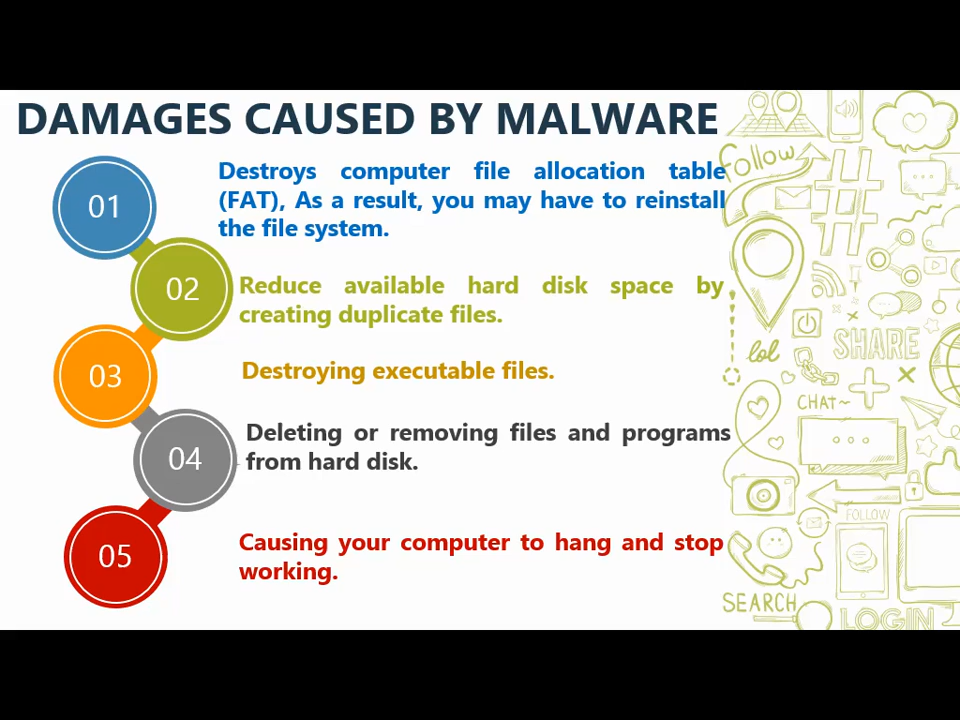 DAMAGES CAUSED BY MALWARE
01
Destroys computer file allocation table
(FAT), As a result, you may have to reinstall
the file system.
02
Reduce available hard disk space by
creating duplicate files.
03
Destroying executable files.
04
Deleting or removing files and programs
from hard disk.
05
Causing your computer to hang and stop
working.
Follow
#
lol
SHARE
CHAT~
FOLLOW
SEARCH
LOGIN